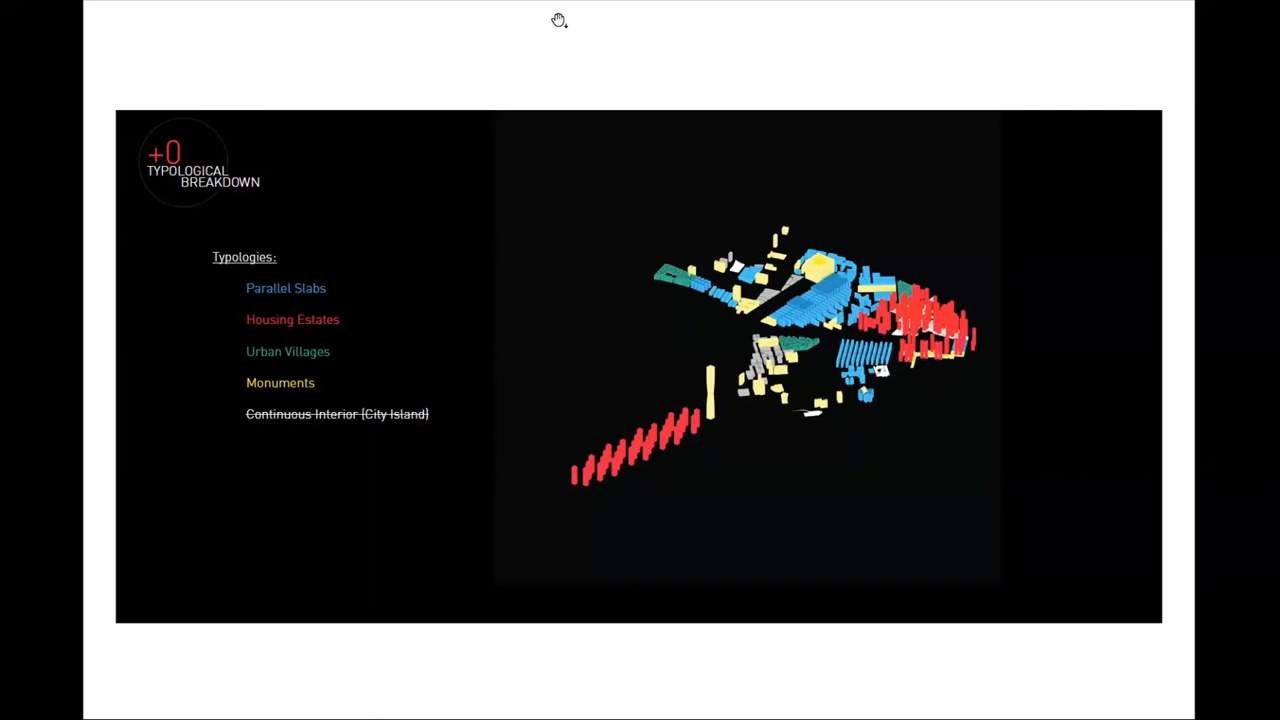 +0
TYPOLOGICAL
BREAKDOWN
Typologies:
Parallel Slabs
Housing Estates
Urban Villages
Monuments
Continuous Interior (City Island)